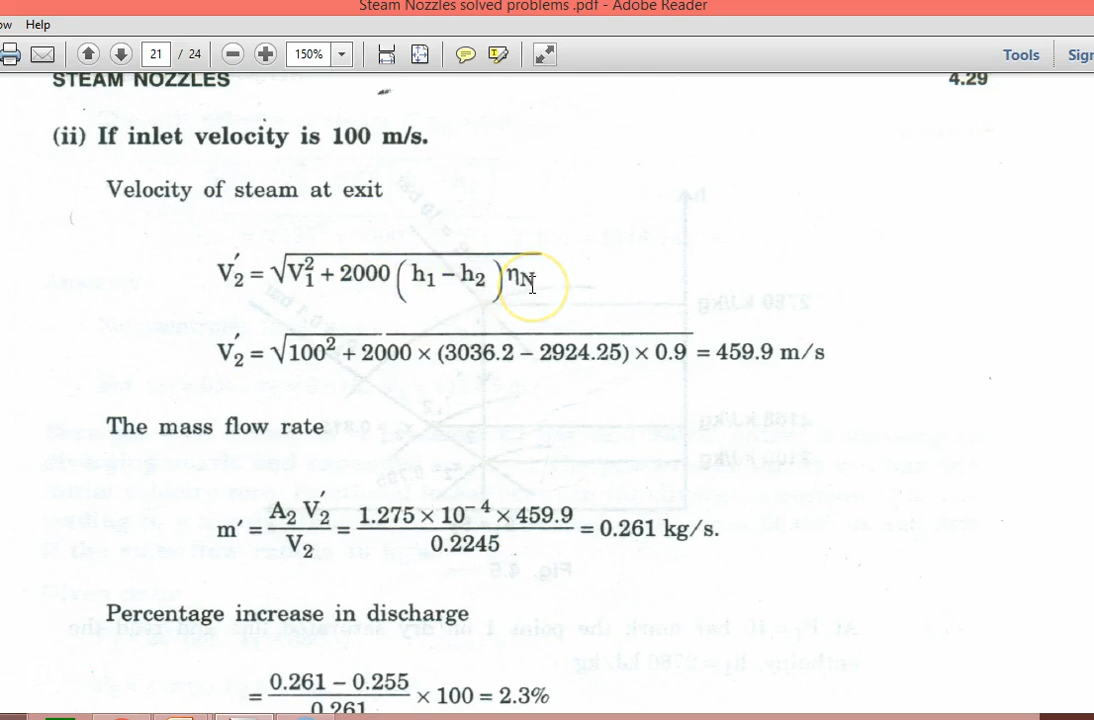 Steam Nozzles solved problems .pdf - Adobe Reader
ow Help
21 / 24 150% Tools Sig
STEAM NOZZLES 4.29
(ii) If inlet velocity is 100 m/s.
Velocity of steam at exit
V₂′ = √V₁² + 2000 ( h₁ − h₂ ) ηN
V₂′ = √100² + 2000 × (3036.2 − 2924.25) × 0.9 = 459.9 m/s
The mass flow rate
m′ = A₂ V₂′ / V₂ = 1.275 × 10⁻⁴ × 459.9 / 0.2245 = 0.261 kg/s.
Percentage increase in discharge
= 0.261 − 0.255 / 0.261 × 100 = 2.3%